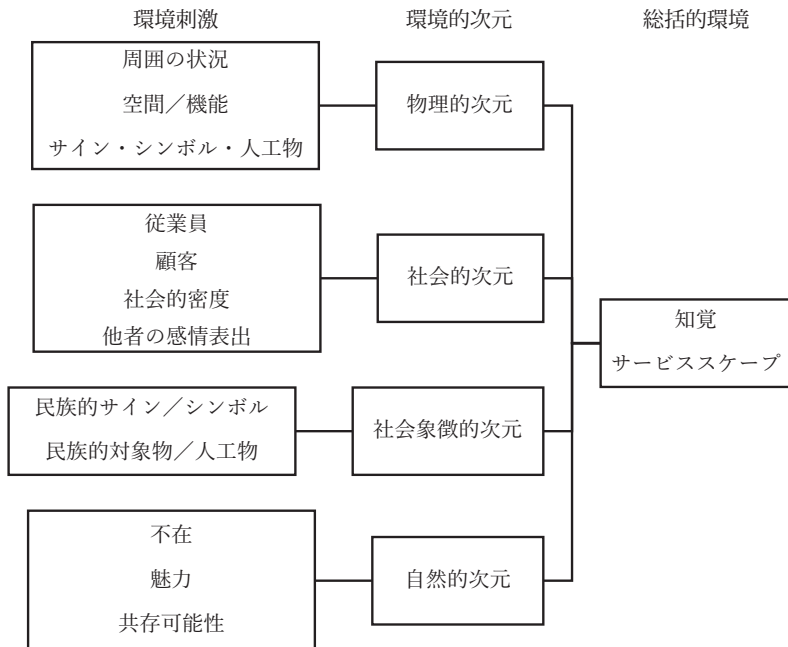 環境刺激
環境的次元
総括的環境
周囲の状況
空間／機能
サイン・シンボル・人工物
物理的次元
従業員
顧客
社会的密度
他者の感情表出
社会的次元
知覚
サービススケープ
民族的サイン／シンボル
民族的対象物／人工物
社会象徴的次元
不在
魅力
共存可能性
自然的次元